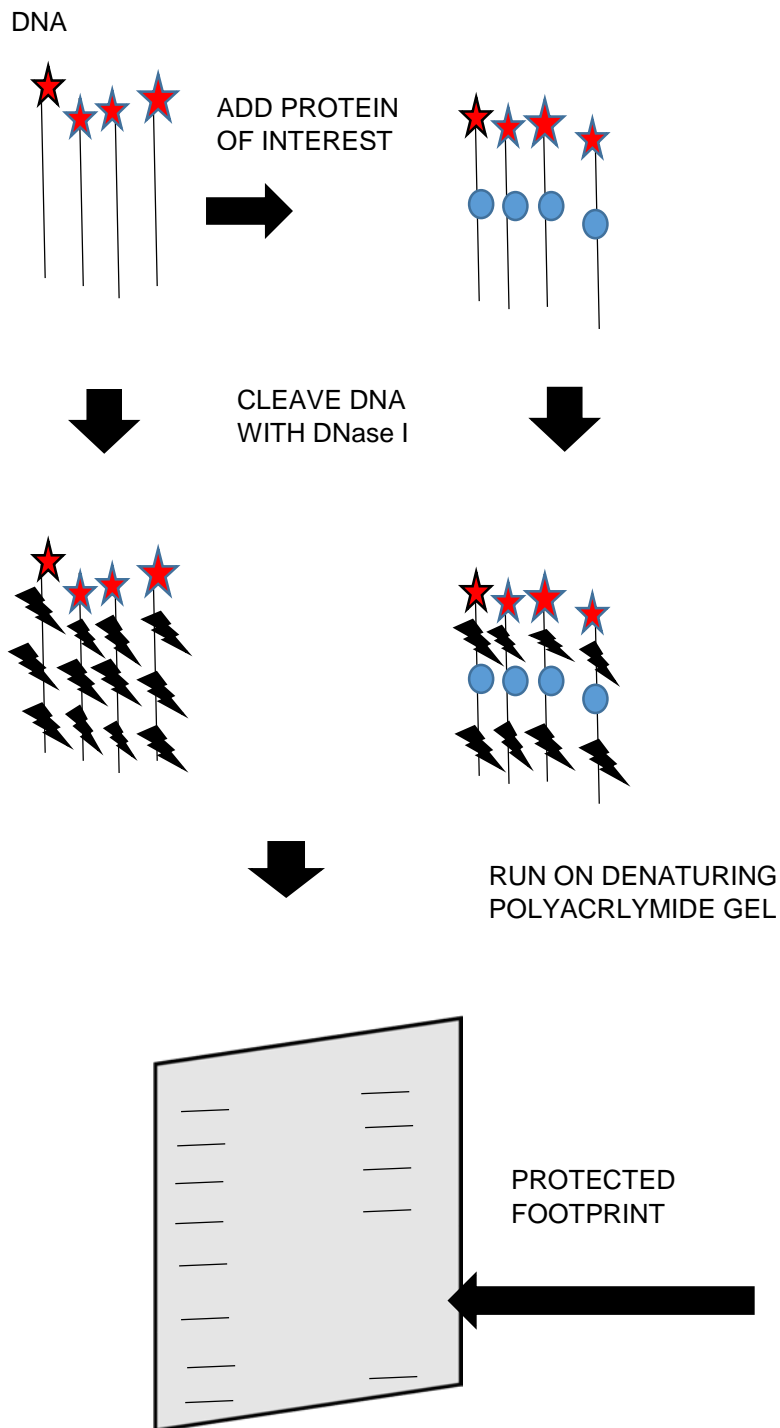 DNA
ADD PROTEIN
OF INTEREST
CLEAVE DNA
WITH DNase I
RUN ON DENATURING
POLYACRLYMIDE GEL
PROTECTED
FOOTPRINT